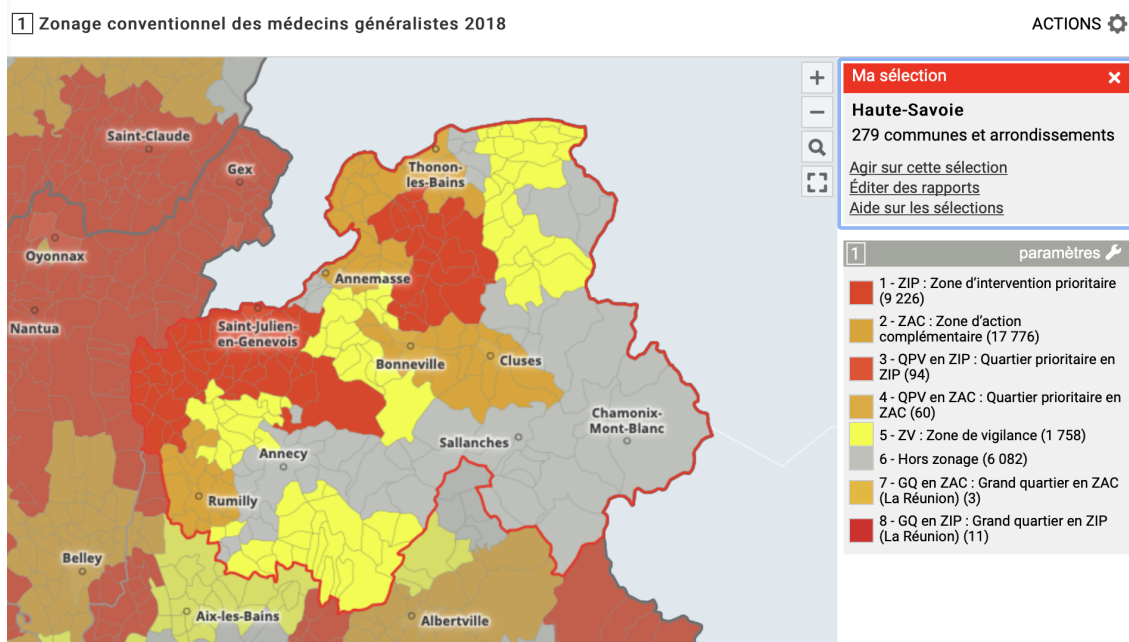 1 Zonage conventionnel des médecins généralistes 2018
ACTIONS
Saint-Claude
Gex
Oyonnax
Nantua
Thonon-
les-Bains
Annemasse
Saint-Julien-
en-Genevois
Bonneville
Cluses
Chamonix-
Mont-Blanc
Sallanches
Annecy
Rumilly
Belley
Aix-les-Bains
Albertville
+
−
Ma sélection
×
Haute-Savoie
279 communes et arrondissements
Agir sur cette sélection
Éditer des rapports
Aide sur les sélections
1 paramètres
1 - ZIP : Zone d'intervention prioritaire
(9 226)
2 - ZAC : Zone d'action
complémentaire (17 776)
3 - QPV en ZIP : Quartier prioritaire en
ZIP (94)
4 - QPV en ZAC : Quartier prioritaire en
ZAC (60)
5 - ZV : Zone de vigilance (1 758)
6 - Hors zonage (6 082)
7 - GQ en ZAC : Grand quartier en ZAC
(La Réunion) (3)
8 - GQ en ZIP : Grand quartier en ZIP
(La Réunion) (11)